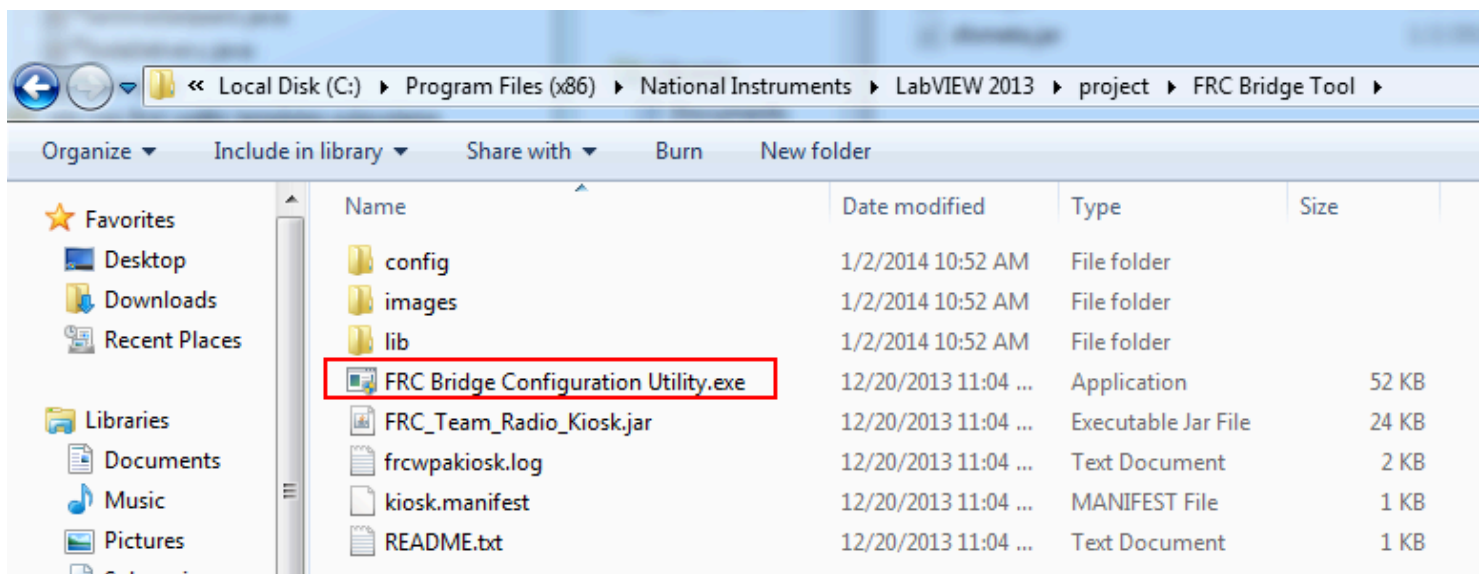 « Local Disk (C:) ▸ Program Files (x86) ▸ National Instruments ▸ LabVIEW 2013 ▸ project ▸ FRC Bridge Tool ▸
Organize ▾ Include in library ▾ Share with ▾ Burn New folder
Name Date modified Type Size
Favorites
Desktop
Downloads
Recent Places
Libraries
Documents
Music
Pictures
config 1/2/2014 10:52 AM File folder
images 1/2/2014 10:52 AM File folder
lib 1/2/2014 10:52 AM File folder
FRC Bridge Configuration Utility.exe 12/20/2013 11:04 ... Application 52 KB
FRC_Team_Radio_Kiosk.jar 12/20/2013 11:04 ... Executable Jar File 24 KB
frcwpakiosk.log 12/20/2013 11:04 ... Text Document 2 KB
kiosk.manifest 12/20/2013 11:04 ... MANIFEST File 1 KB
README.txt 12/20/2013 11:04 ... Text Document 1 KB